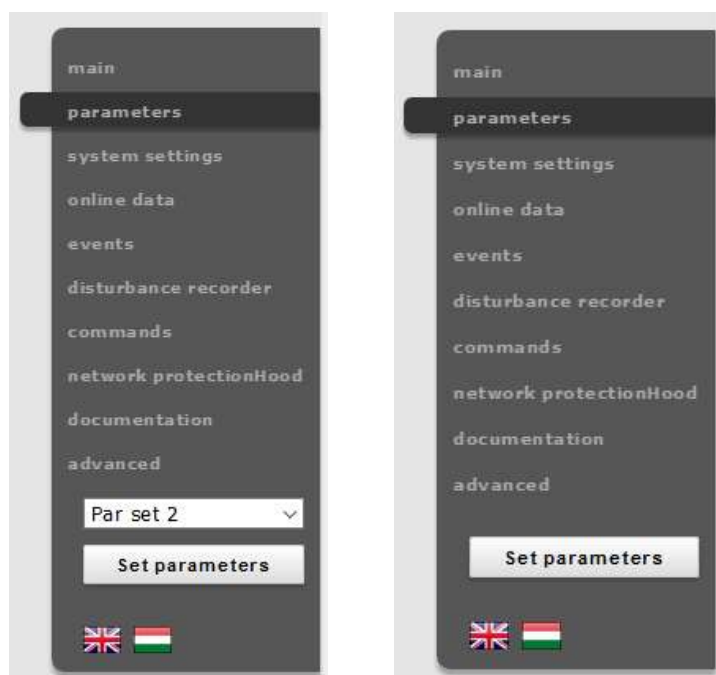 main
parameters
system settings
online data
events
disturbance recorder
commands
network protectionHood
documentation
advanced
Par set 2
Set parameters
main
parameters
system settings
online data
events
disturbance recorder
commands
network protectionHood
documentation
advanced
Set parameters